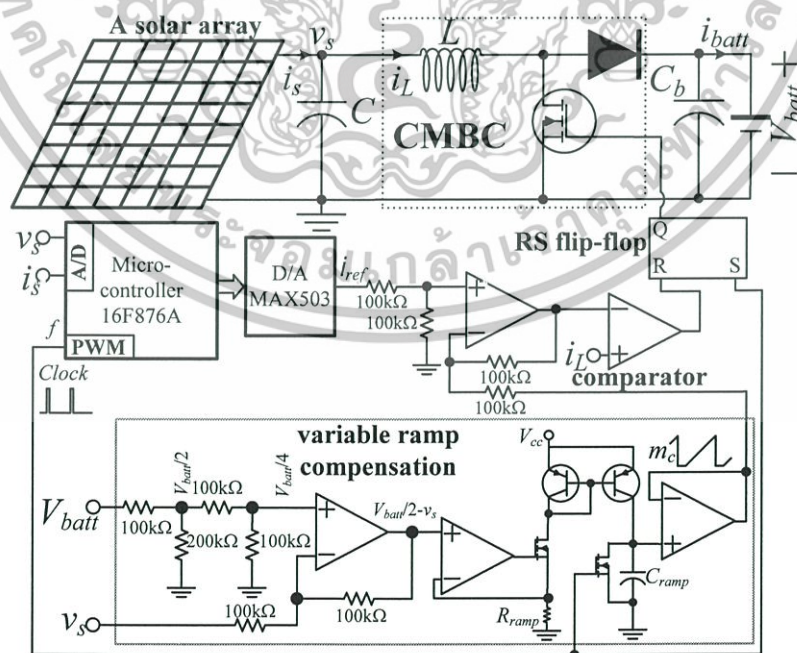 A solar array
v_s
i_s
C
i_L
L
CMBC
C_b
i_batt
+
V_batt
RS flip-flop
Q
R
S
v_s
i_s
f
A/D
Micro-
controller
16F876A
PWM
Clock
D/A
MAX503
i_ref
100kΩ
100kΩ
+
−
100kΩ
100kΩ
−
+
i_L
comparator
variable ramp
compensation
V_batt
100kΩ
V_batt/2
100kΩ
V_batt/4
200kΩ
100kΩ
+
−
V_batt/2-v_s
v_s
100kΩ
100kΩ
+
−
V_cc
R_ramp
C_ramp
m_c
−
+